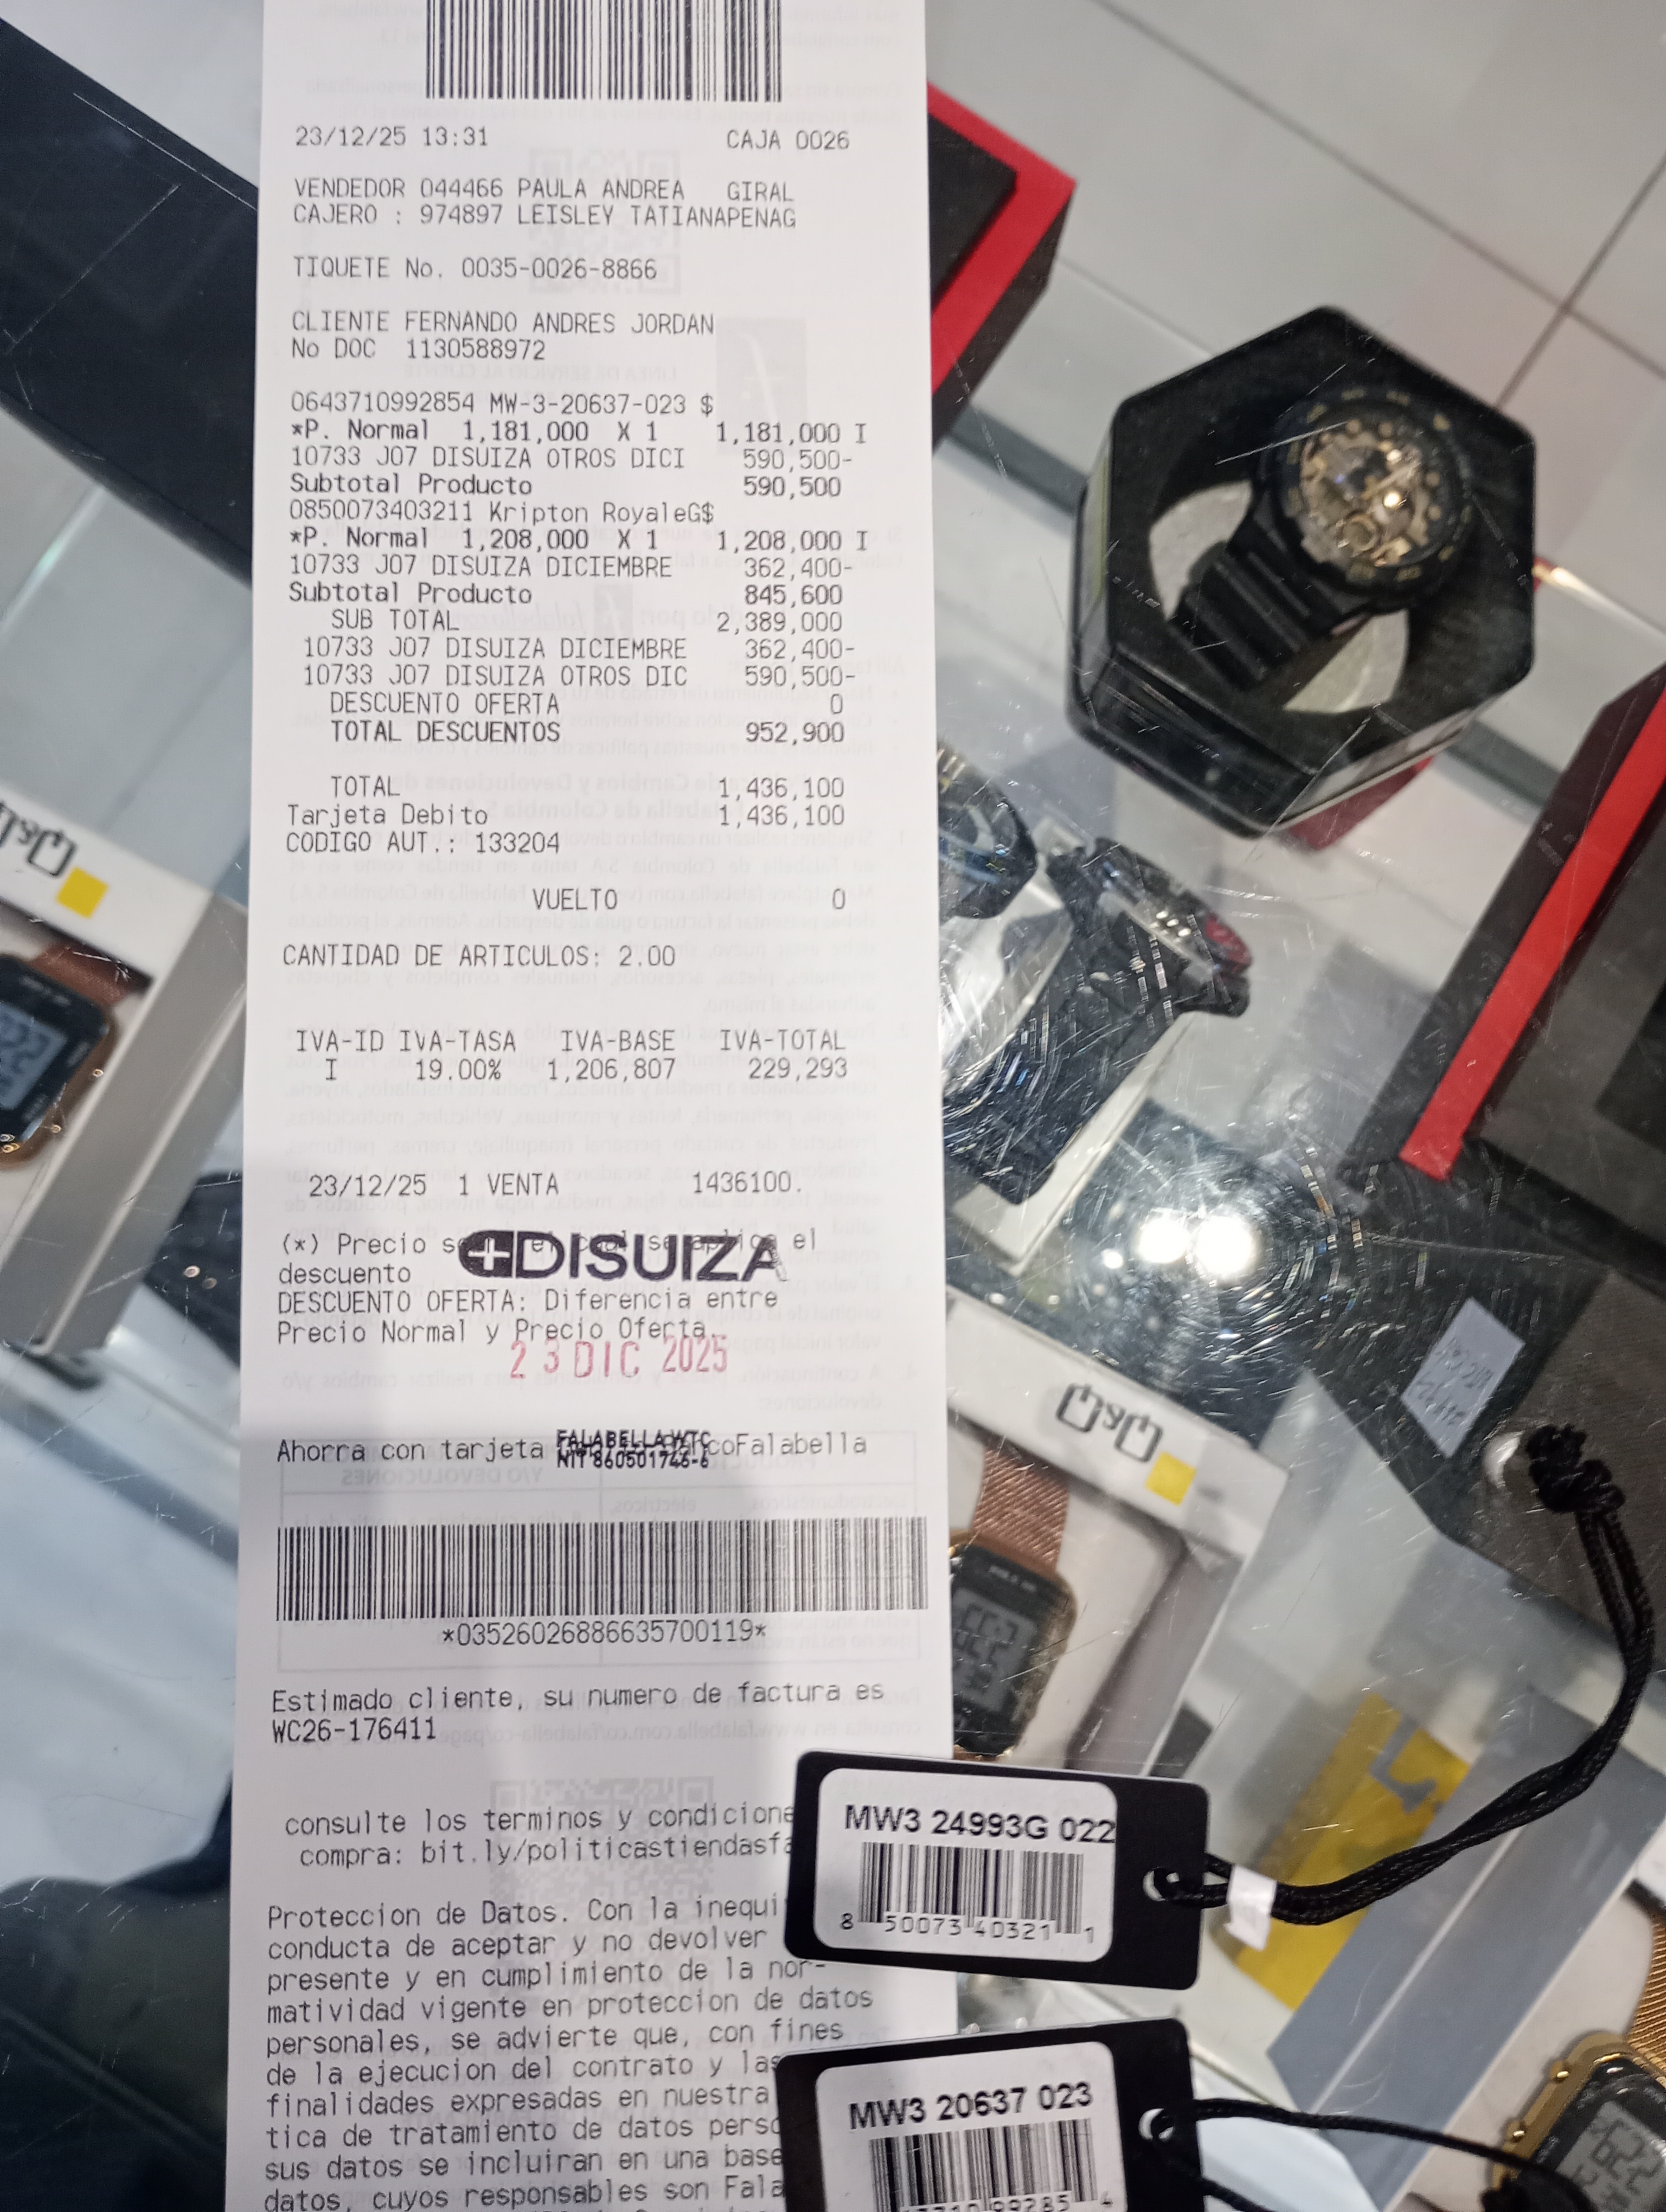 23/12/25 13:31 CAJA 0026
VENDEDOR 044466 PAULA ANDREA GIRAL
CAJERO : 974897 LEISLEY TATIANAPENAG
TIQUETE No. 0035-0026-8866
CLIENTE FERNANDO ANDRES JORDAN
No DOC 1130588972
0643710992854 MW-3-20637-023 $
*P. Normal 1,181,000 X 1 1,181,000 I
10733 J07 DISUIZA OTROS DICI 590,500-
Subtotal Producto 590,500
0850073403211 Kripton RoyaleG$
*P. Normal 1,208,000 X 1 1,208,000 I
10733 J07 DISUIZA DICIEMBRE 362,400-
Subtotal Producto 845,600
SUB TOTAL 2,389,000
10733 J07 DISUIZA DICIEMBRE 362,400-
10733 J07 DISUIZA OTROS DIC 590,500-
DESCUENTO OFERTA 0
TOTAL DESCUENTOS 952,900
TOTAL 1,436,100
Tarjeta Debito 1,436,100
CODIGO AUT.: 133204
VUELTO 0
CANTIDAD DE ARTICULOS: 2.00
IVA-ID IVA-TASA IVA-BASE IVA-TOTAL
I 19.00% 1,206,807 229,293
23/12/25 1 VENTA 1436100.
(*) Precio se aplica el
DISUIZA
descuento
DESCUENTO OFERTA: Diferencia entre
Precio Normal y Precio Oferta.
23 DIC 2025
Ahorra con tarjeta BancoFalabella
FALABELLA WTC
NIT 860501746-6
*03526026886635700119*
Estimado cliente, su numero de factura es
WC26-176411
consulte los terminos y condicione
compra: bit.ly/politicastiendasfa
Proteccion de Datos. Con la inequi
conducta de aceptar y no devolver
presente y en cumplimiento de la nor-
matividad vigente en proteccion de datos
personales, se advierte que, con fines
de la ejecucion del contrato y las
finalidades expresadas en nuestra
tica de tratamiento de datos perso
sus datos se incluiran en una base
datos, cuyos responsables son Fala
MW3 24993G 022
8 50073 40321 1
MW3 20637 023
Q&Q
Q&Q